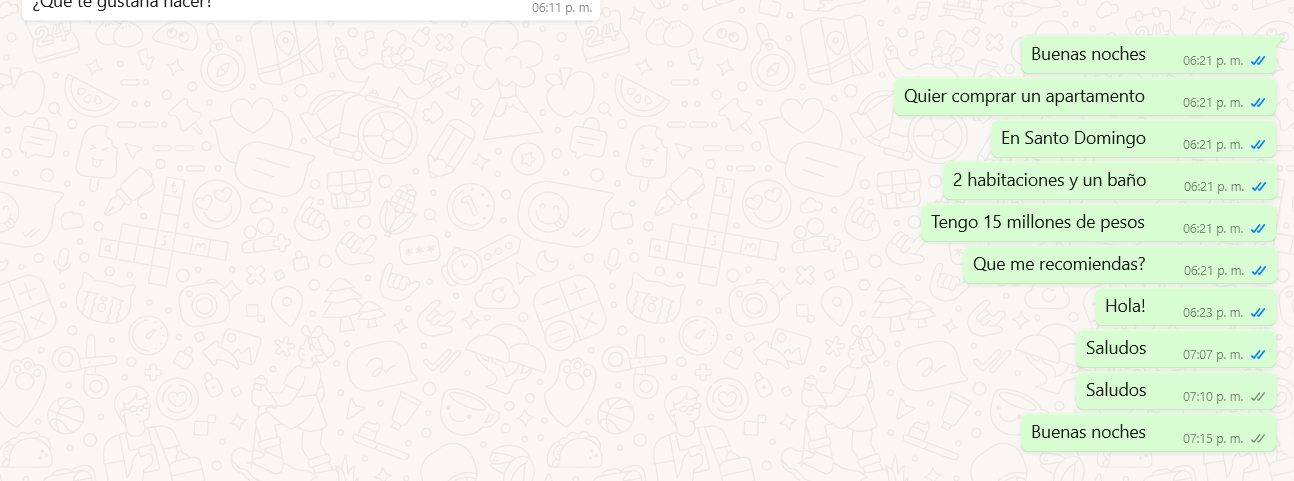 ¿Qué te gustaría hacer?
06:11 p. m.
Buenas noches 06:21 p. m.
Quier comprar un apartamento 06:21 p. m.
En Santo Domingo 06:21 p. m.
2 habitaciones y un baño 06:21 p. m.
Tengo 15 millones de pesos 06:21 p. m.
Que me recomiendas? 06:21 p. m.
Hola! 06:23 p. m.
Saludos 07:07 p. m.
Saludos 07:10 p. m.
Buenas noches 07:15 p. m.